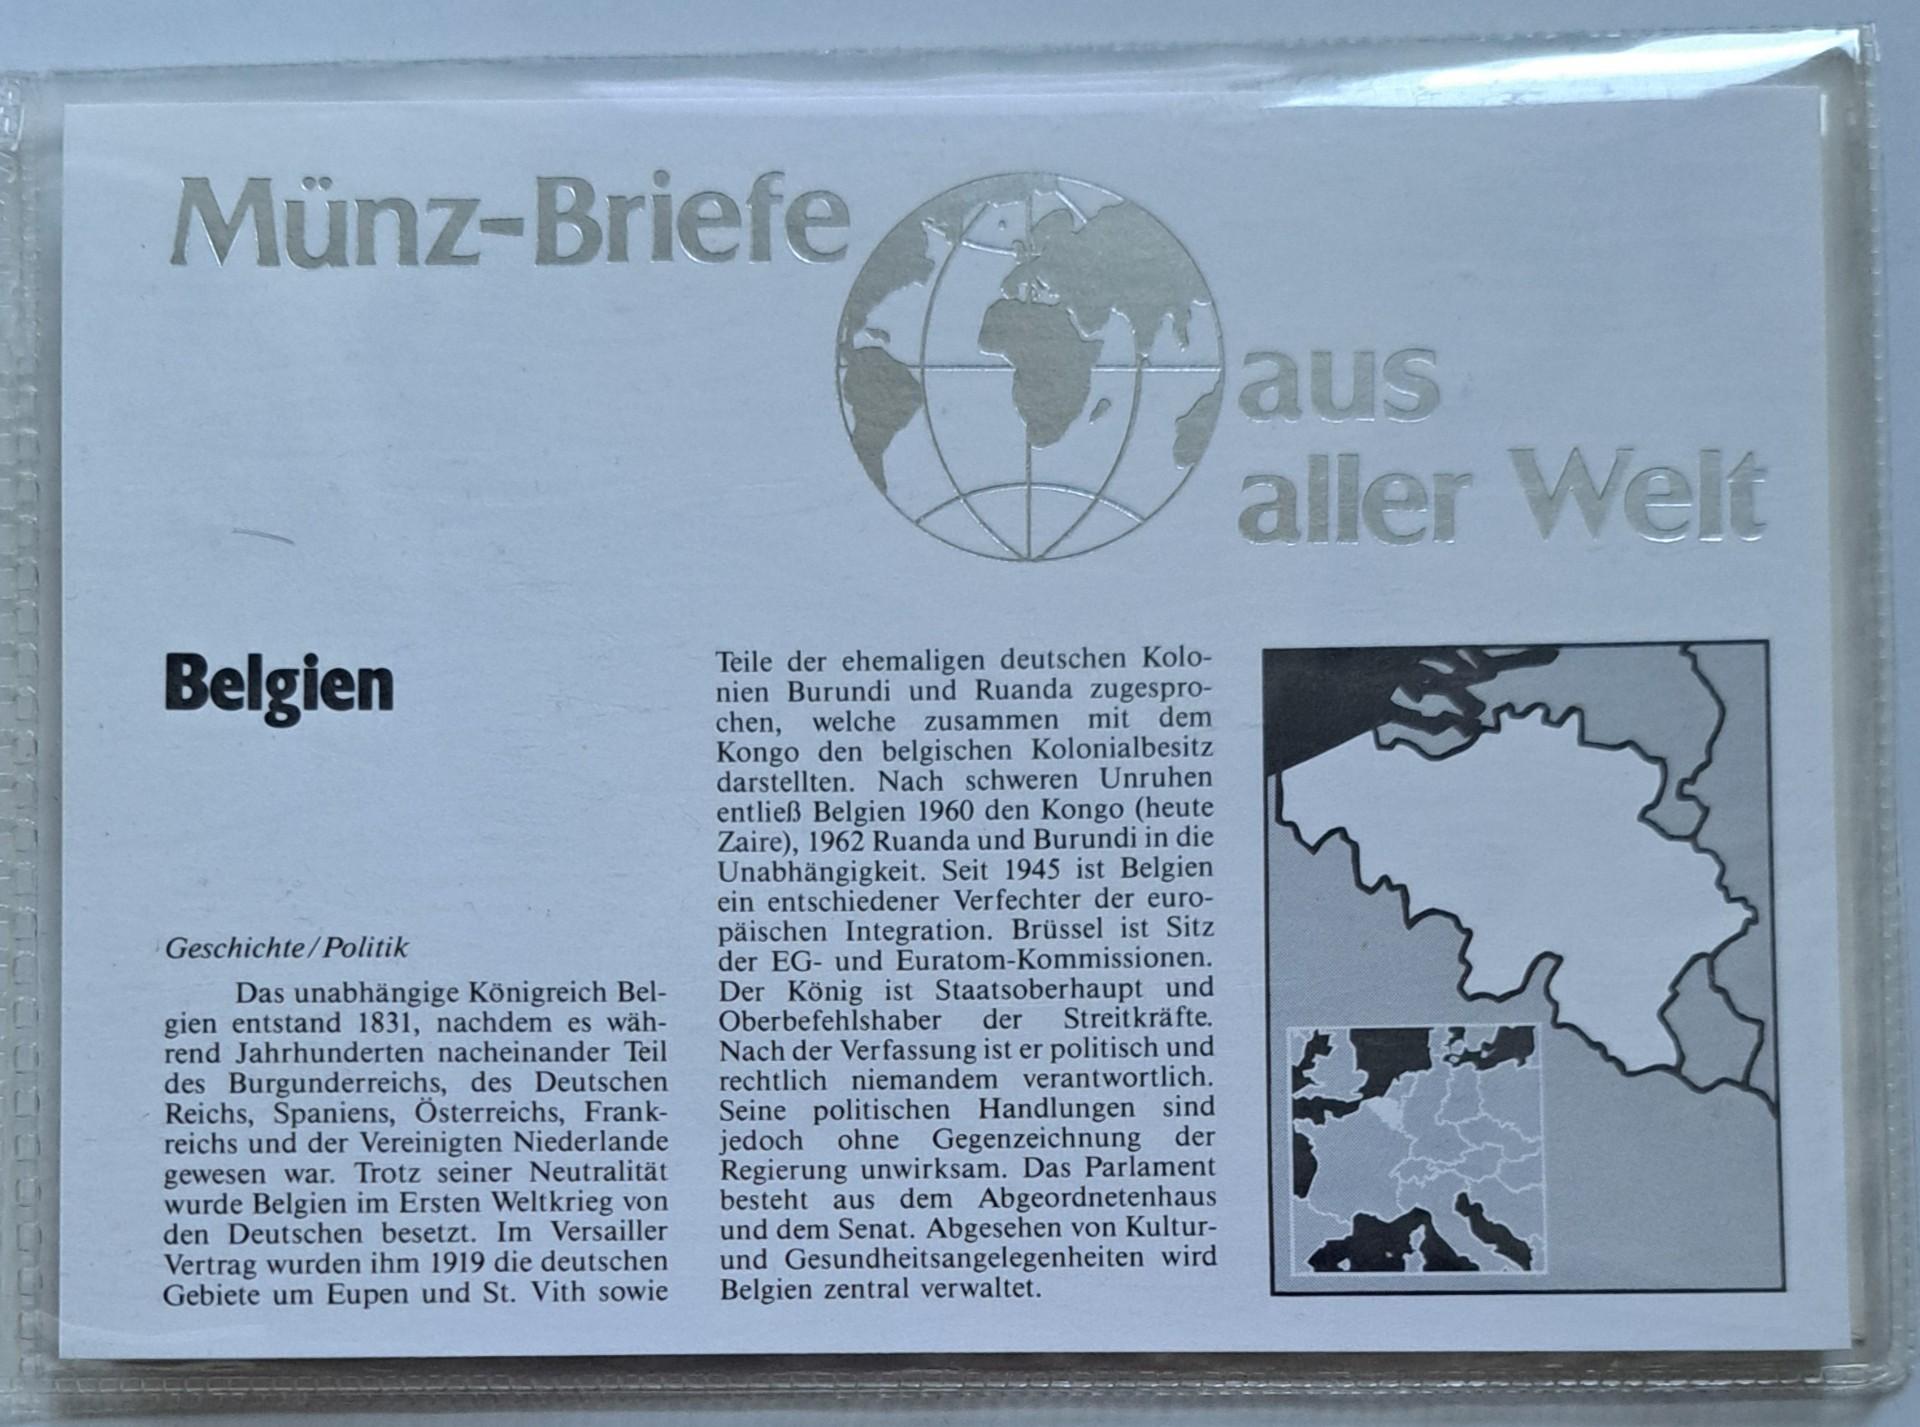 Münz-Briefe
aus
aller Welt
Belgien
Geschichte/Politik
Das unabhängige Königreich Bel-
gien entstand 1831, nachdem es wäh-
rend Jahrhunderten nacheinander Teil
des Burgunderreichs, des Deutschen
Reichs, Spaniens, Österreichs, Frank-
reichs und der Vereinigten Niederlande
gewesen war. Trotz seiner Neutralität
wurde Belgien im Ersten Weltkrieg von
den Deutschen besetzt. Im Versailler
Vertrag wurden ihm 1919 die deutschen
Gebiete um Eupen und St. Vith sowie
Teile der ehemaligen deutschen Kolo-
nien Burundi und Ruanda zugespro-
chen, welche zusammen mit dem
Kongo den belgischen Kolonialbesitz
darstellten. Nach schweren Unruhen
entließ Belgien 1960 den Kongo (heute
Zaire), 1962 Ruanda und Burundi in die
Unabhängigkeit. Seit 1945 ist Belgien
ein entschiedener Verfechter der euro-
päischen Integration. Brüssel ist Sitz
der EG- und Euratom-Kommissionen.
Der König ist Staatsoberhaupt und
Oberbefehlshaber der Streitkräfte.
Nach der Verfassung ist er politisch und
rechtlich niemandem verantwortlich.
Seine politischen Handlungen sind
jedoch ohne Gegenzeichnung der
Regierung unwirksam. Das Parlament
besteht aus dem Abgeordnetenhaus
und dem Senat. Abgesehen von Kultur-
und Gesundheitsangelegenheiten wird
Belgien zentral verwaltet.